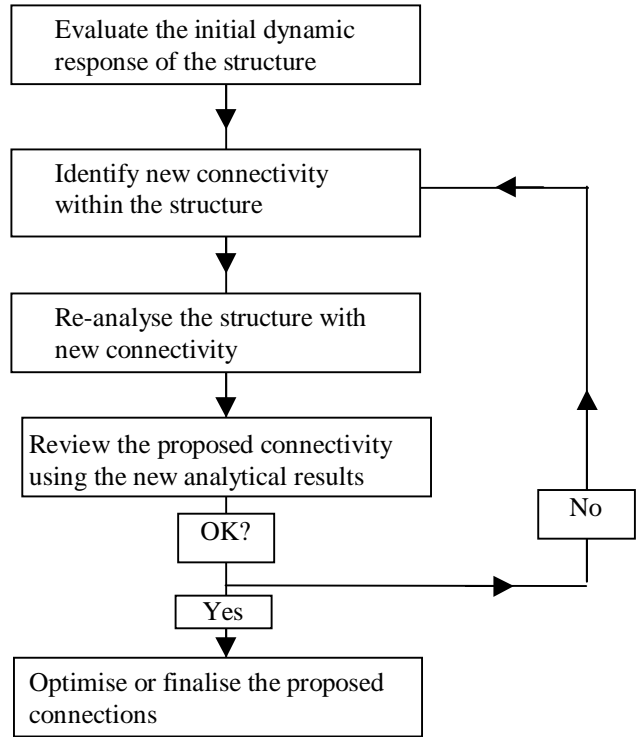 Evaluate the initial dynamic
response of the structure
Identify new connectivity
within the structure
Re-analyse the structure with
new connectivity
Review the proposed connectivity
using the new analytical results
OK?
No
Yes
Optimise or finalise the proposed
connections